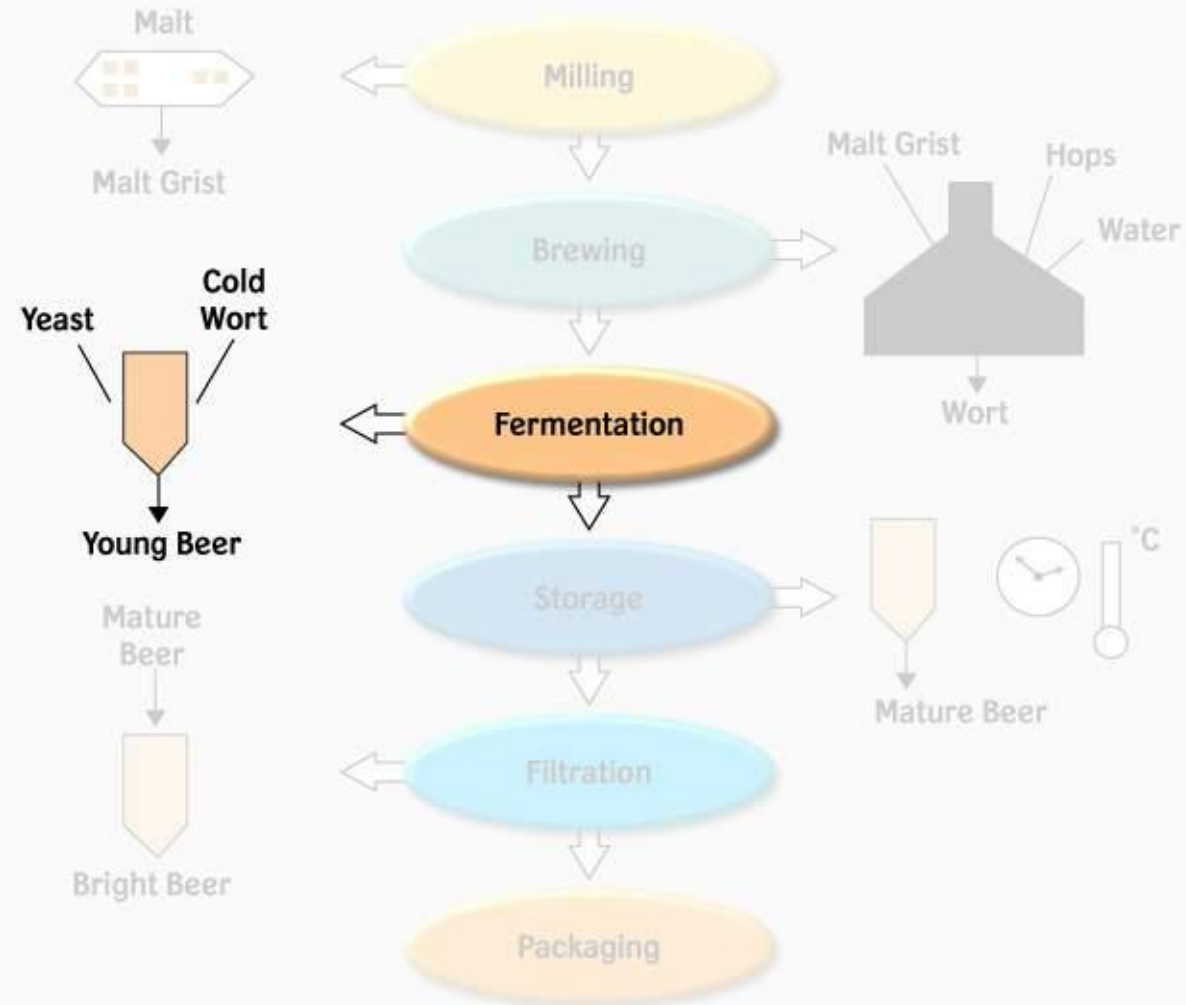 Malt
Milling
Malt Grist
Malt Grist
Hops
Water
Brewing
Wort
Yeast
Cold
Wort
Fermentation
Young Beer
Storage
°C
Mature Beer
Mature
Beer
Filtration
Bright Beer
Packaging